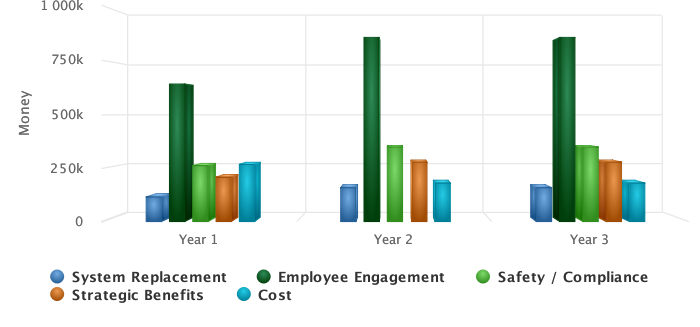 1 000k
750k
Money
500k
250k
0
Year 1 Year 2 Year 3
System Replacement Employee Engagement Safety / Compliance
Strategic Benefits Cost